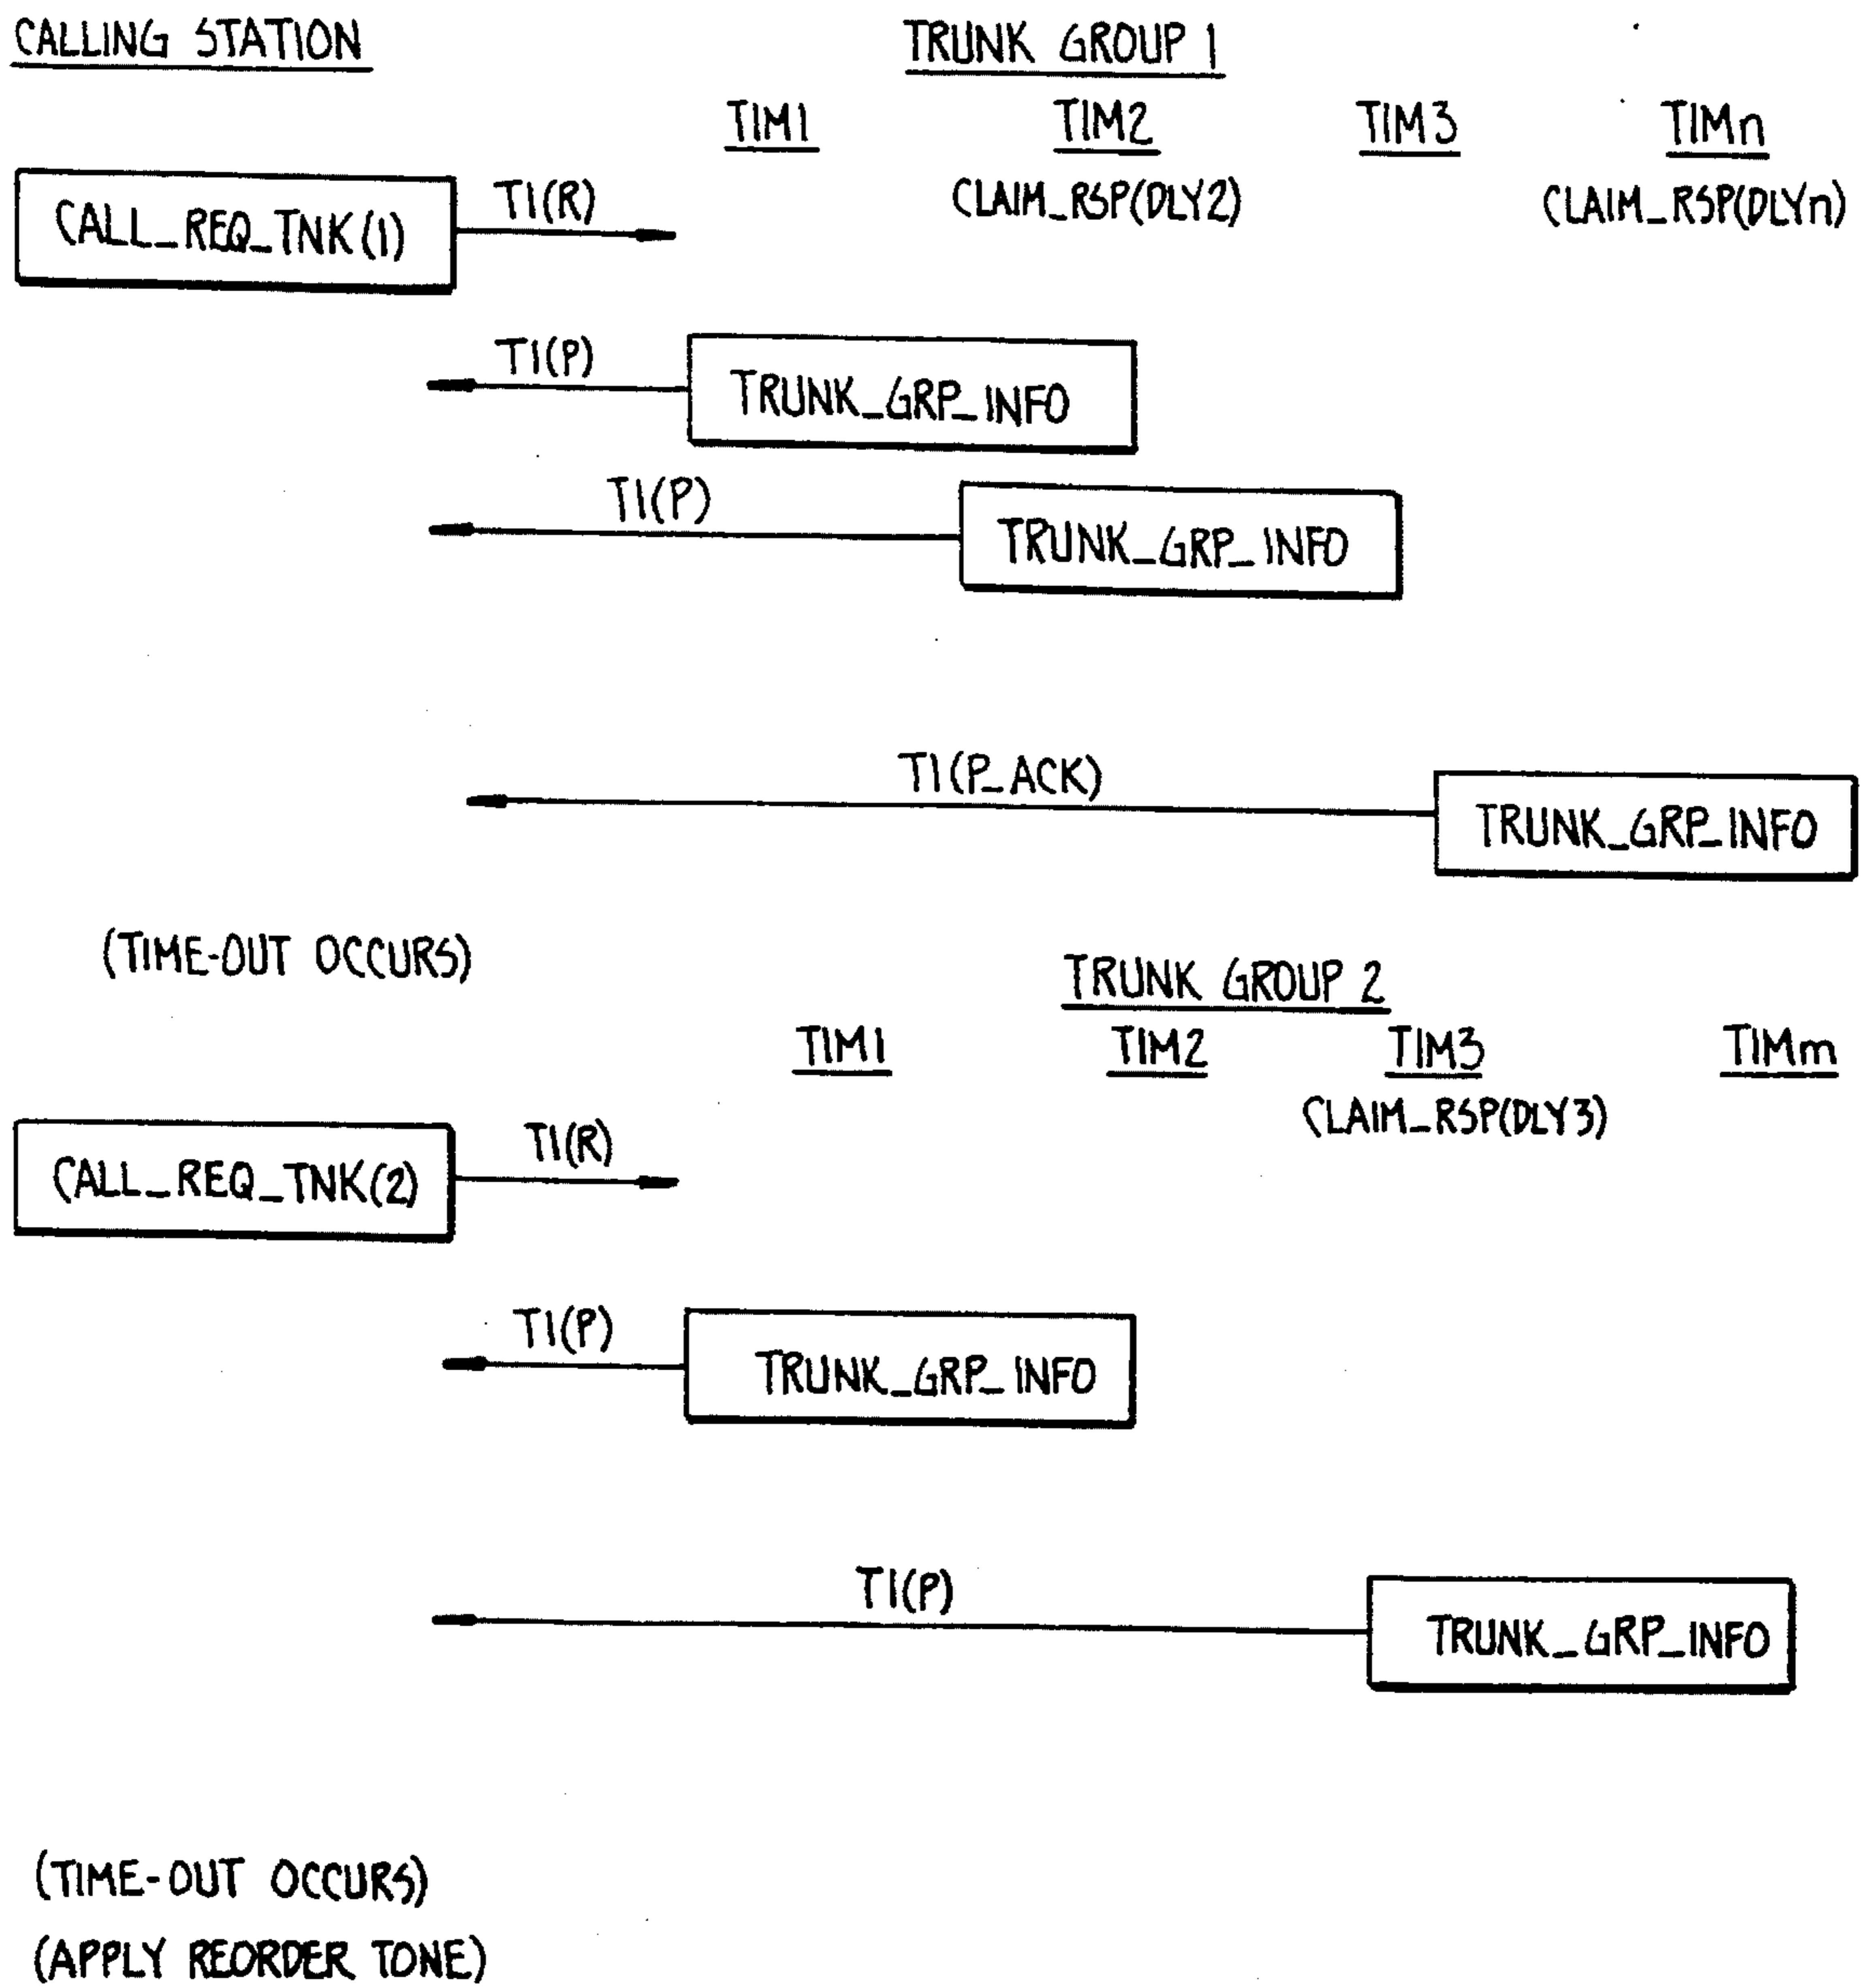 CALLING STATION
TRUNK GROUP 1
TIM1 TIM2 TIM3 TIMn
CLAIM_RSP(DLY2) CLAIM_RSP(DLYn)
CALL_REQ_TNK(1)
T1(R)
T1(P)
TRUNK_GRP_INFO
T1(P)
TRUNK_GRP_INFO
T1(P_ACK)
TRUNK_GRP_INFO
(TIME-OUT OCCURS)
TRUNK GROUP 2
TIM1 TIM2 TIM3 TIMm
CLAIM_RSP(DLY3)
CALL_REQ_TNK(2)
T1(R)
T1(P)
TRUNK_GRP_INFO
T1(P)
TRUNK_GRP_INFO
(TIME-OUT OCCURS)
(APPLY REORDER TONE)